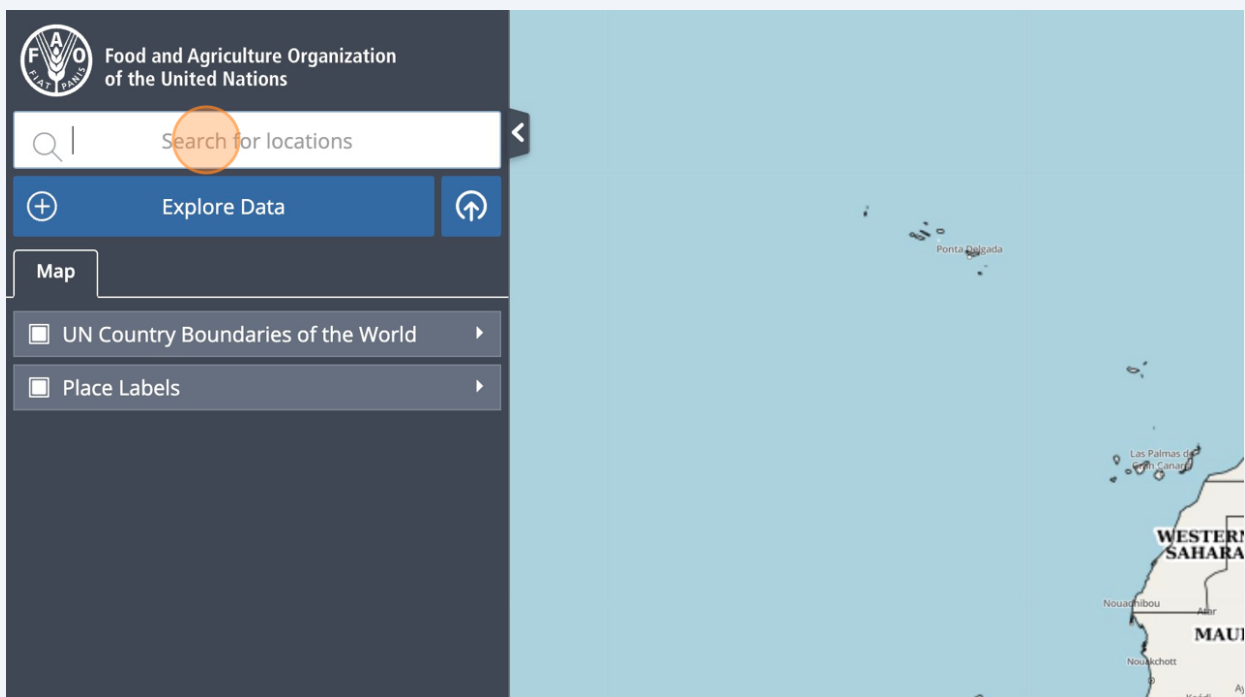 FAO
FIAT PANIS
Food and Agriculture Organization
of the United Nations
Search for locations
Explore Data
Map
UN Country Boundaries of the World
Place Labels
Ponta Delgada
Las Palmas de
Gran Canaria
WESTERN
SAHARA
Nouadhibou
Atar
MAU
Nouakchott